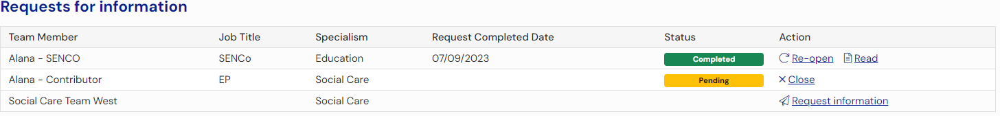 Requests for information
Team Member Job Title Specialism Request Completed Date Status Action
Alana - SENCO SENCo Education 07/09/2023 Completed Re-open Read
Alana - Contributor EP Social Care Pending Close
Social Care Team West Social Care Request information